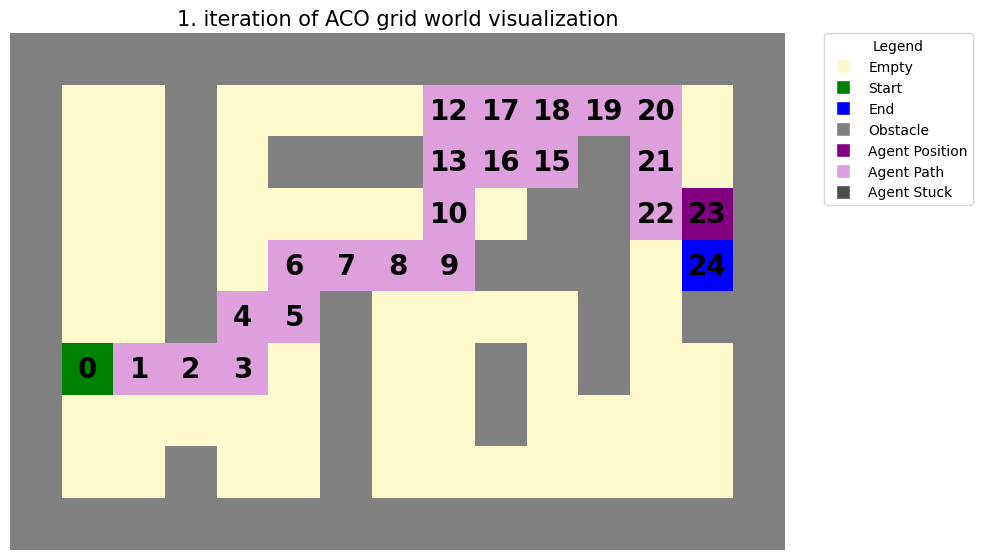 1. iteration of ACO grid world visualization
12 17 18 19 20
13 16 15 21
10 22 23
6 7 8 9 24
4 5
0 1 2 3
Legend
Empty
Start
End
Obstacle
Agent Position
Agent Path
Agent Stuck